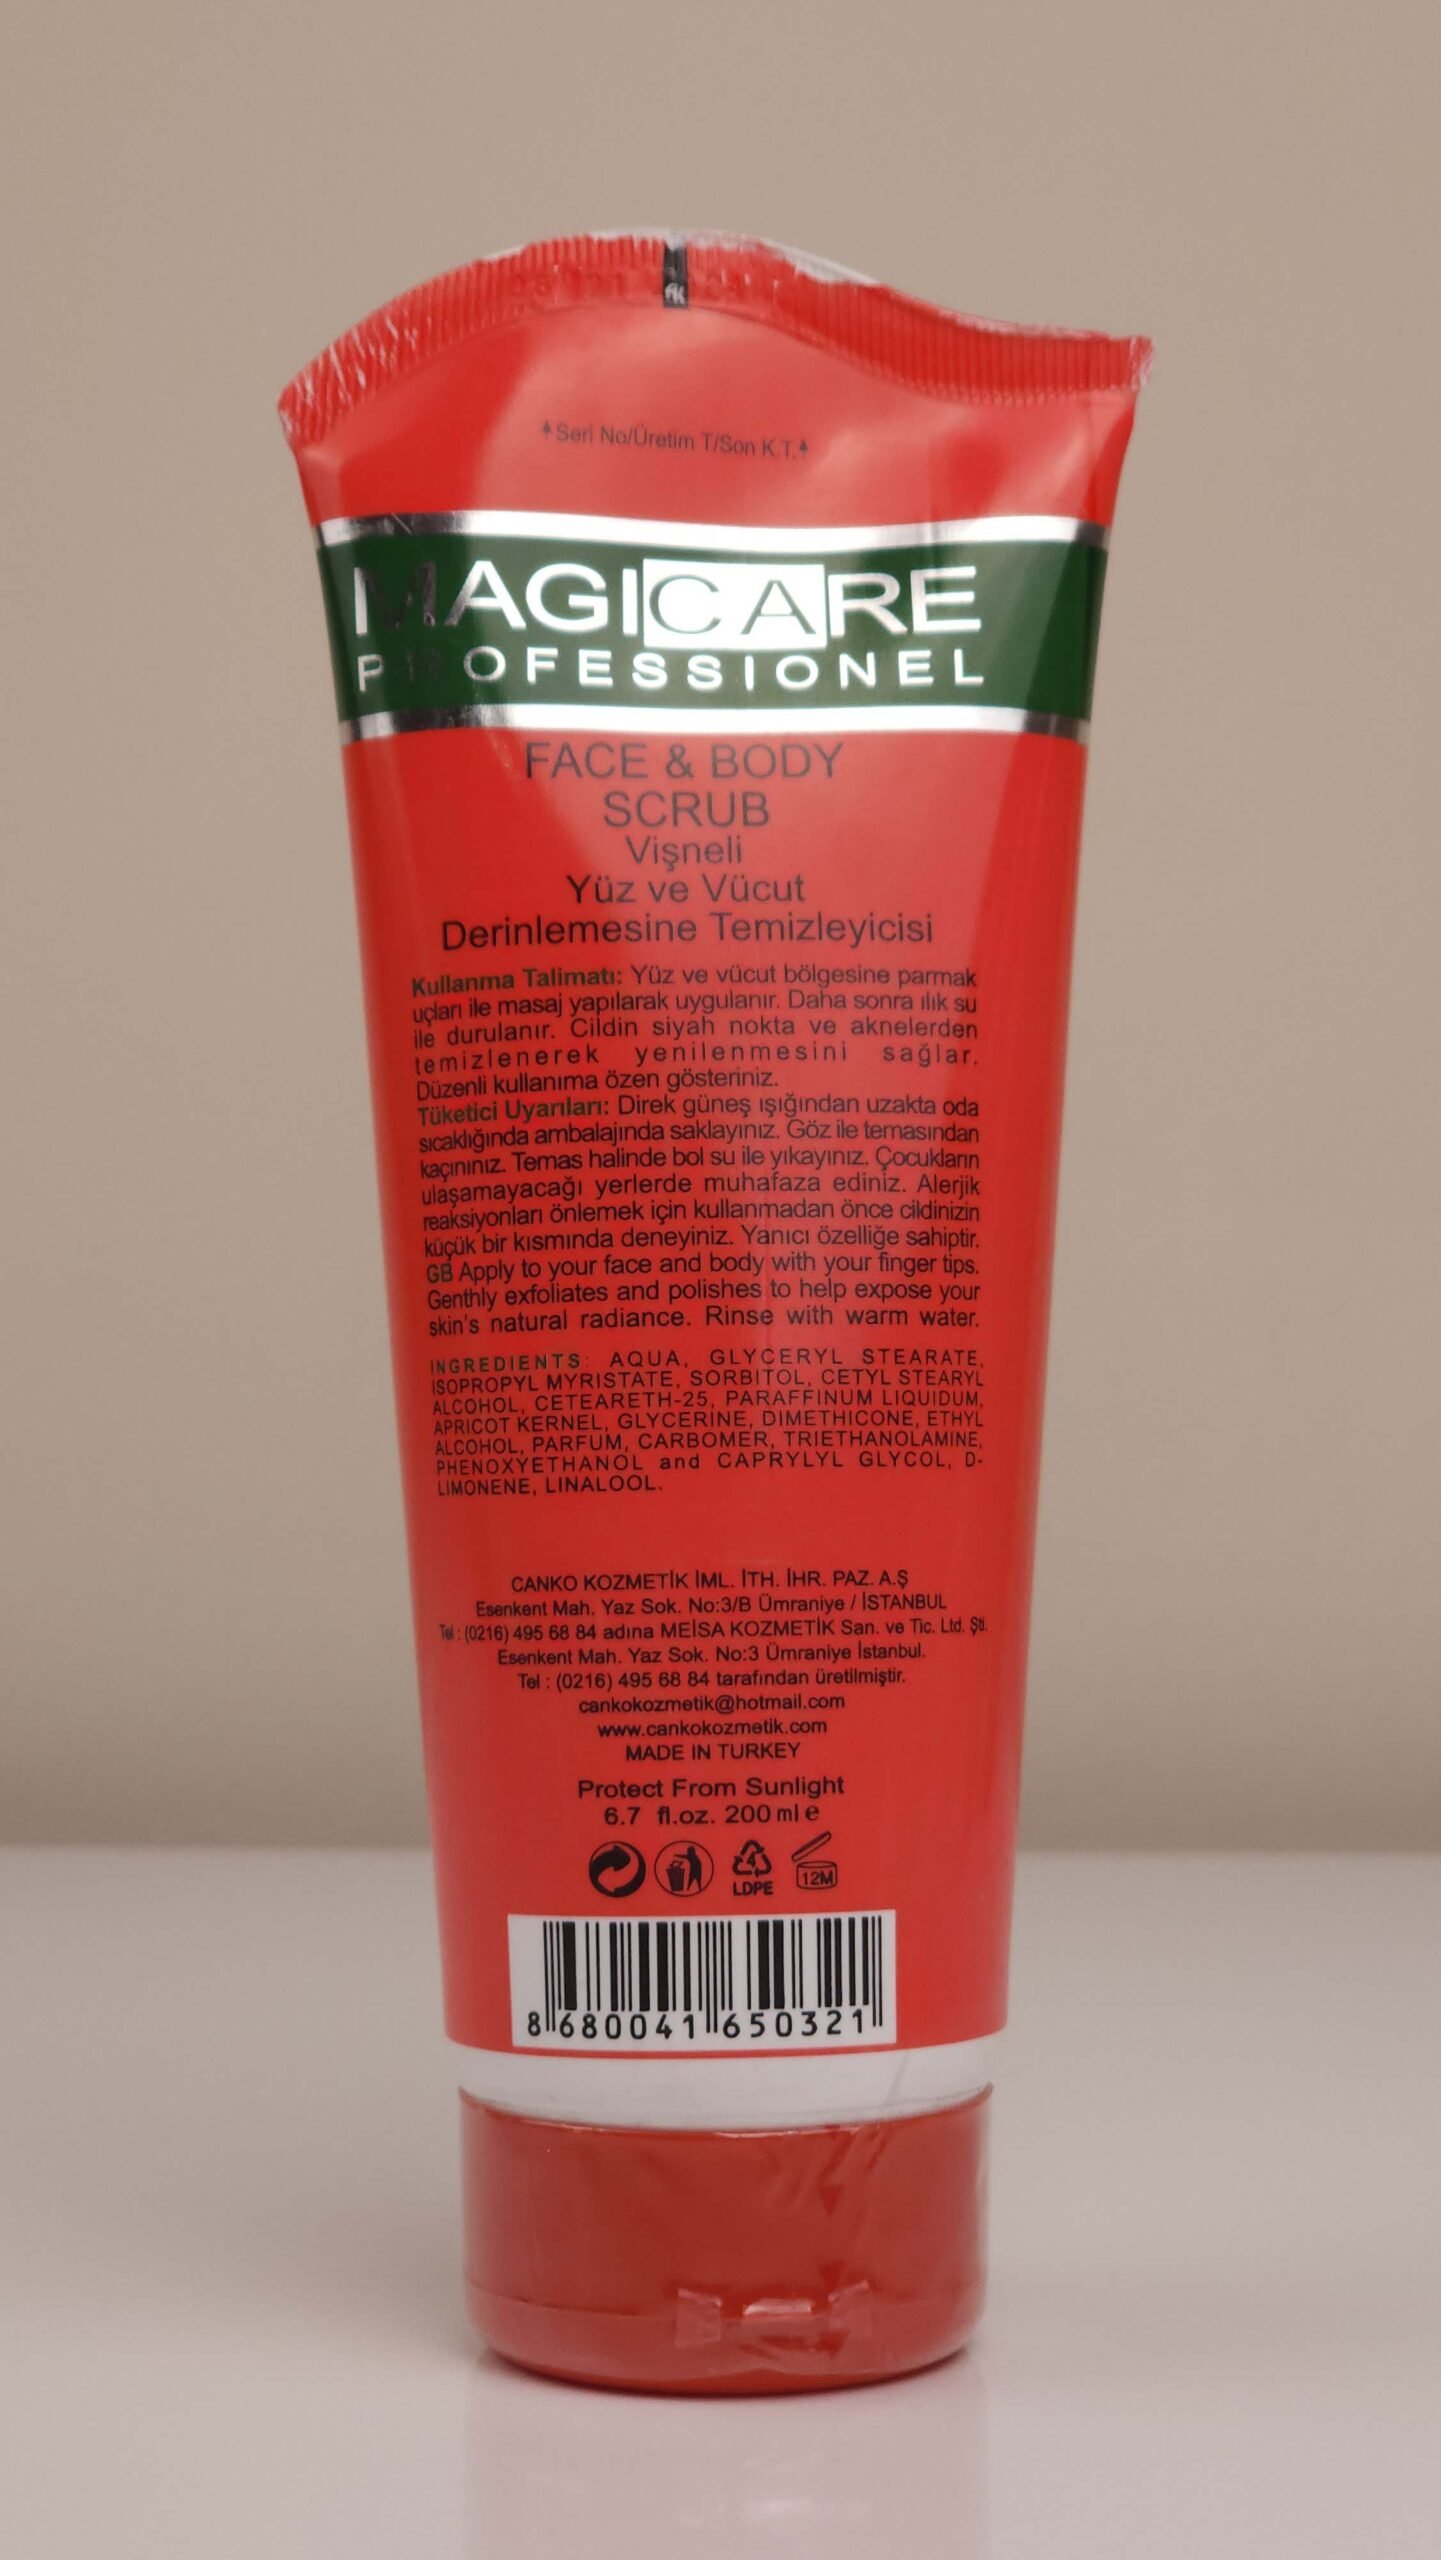 Seri No/Üretim T/Son K.T.
MAGICARE
PROFESSIONEL
FACE & BODY
SCRUB
Vişneli
Yüz ve Vücut
Derinlemesine Temizleyicisi
Kullanma Talimatı: Yüz ve vücut bölgesine parmak
uçları ile masaj yapılarak uygulanır. Daha sonra ılık su
ile durulanır. Cildin siyah nokta ve aknelerden
temizlenerek yenilenmesini sağlar.
Düzenli kullanıma özen gösteriniz.
Tüketici Uyarıları: Direk güneş ışığından uzakta oda
sıcaklığında ambalajında saklayınız. Göz ile temasından
kaçınınız. Temas halinde bol su ile yıkayınız. Çocukların
ulaşamayacağı yerlerde muhafaza ediniz. Alerjik
reaksiyonları önlemek için kullanmadan önce cildinizin
küçük bir kısmında deneyiniz. Yanıcı özelliğe sahiptir.
GB Apply to your face and body with your finger tips.
Genthly exfoliates and polishes to help expose your
skin's natural radiance. Rinse with warm water.
INGREDIENTS: AQUA, GLYCERYL STEARATE,
ISOPROPYL MYRISTATE, SORBITOL, CETYL STEARYL
ALCOHOL, CETEARETH-25, PARAFFINUM LIQUIDUM,
APRICOT KERNEL, GLYCERINE, DIMETHICONE, ETHYL
ALCOHOL, PARFUM, CARBOMER, TRIETHANOLAMINE,
PHENOXYETHANOL and CAPRYLYL GLYCOL, D-
LIMONENE, LINALOOL.
CANKO KOZMETİK İML. İTH. İHR. PAZ. A.Ş
Esenkent Mah. Yaz Sok. No:3/B Ümraniye / İSTANBUL
Tel : (0216) 495 68 84 adına MEİSA KOZMETİK San. ve Tic. Ltd. Şti.
Esenkent Mah. Yaz Sok. No:3 Ümraniye İstanbul.
Tel : (0216) 495 68 84 tarafından üretilmiştir.
cankokozmetik@hotmail.com
www.cankokozmetik.com
MADE IN TURKEY
Protect From Sunlight
6.7 fl.oz. 200 ml e
4
LDPE
12M
8 680041 650321